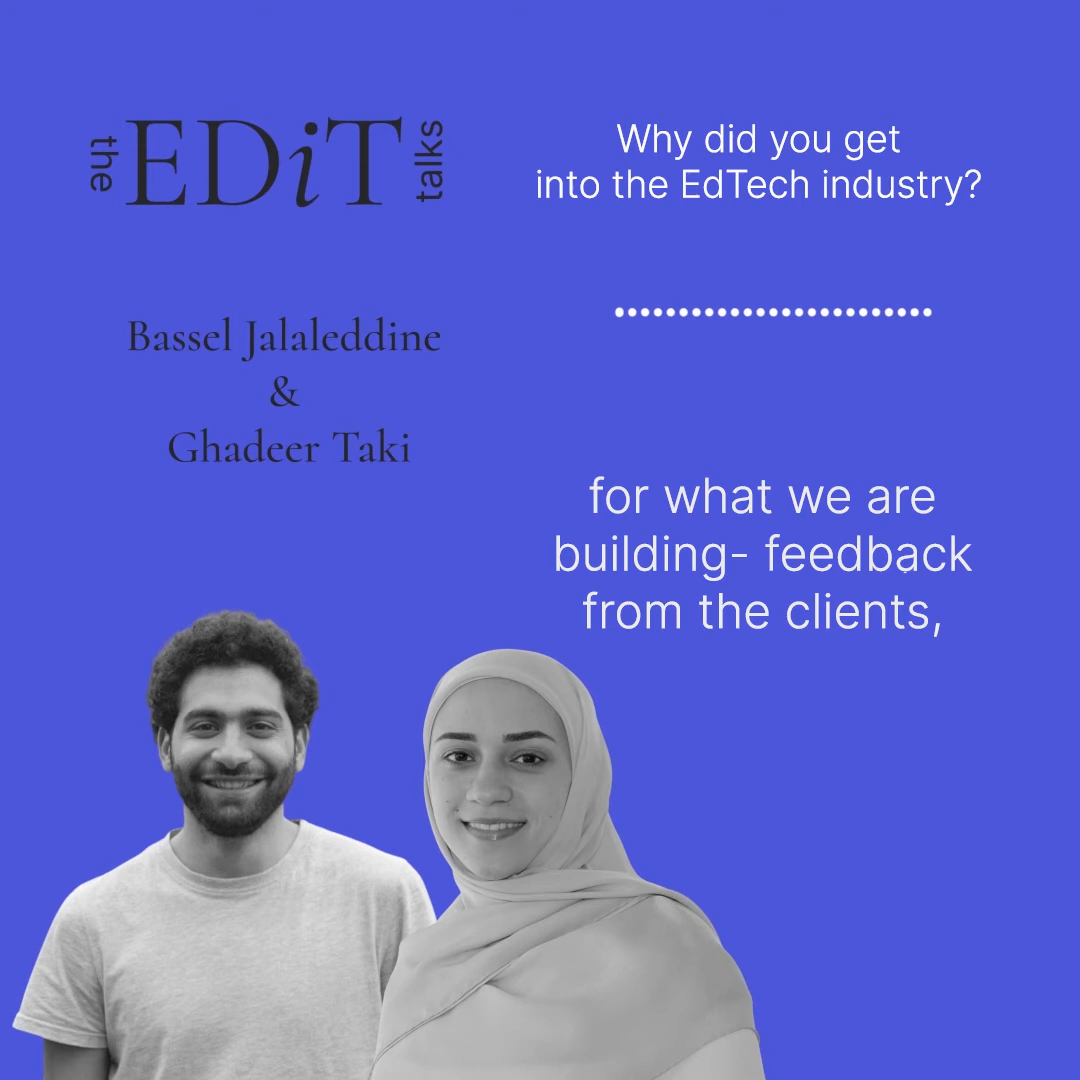 the EDiT talks
Bassel Jalaleddine
&
Ghadeer Taki
Why did you get
into the EdTech industry?
for what we are
building- feedback
from the clients,